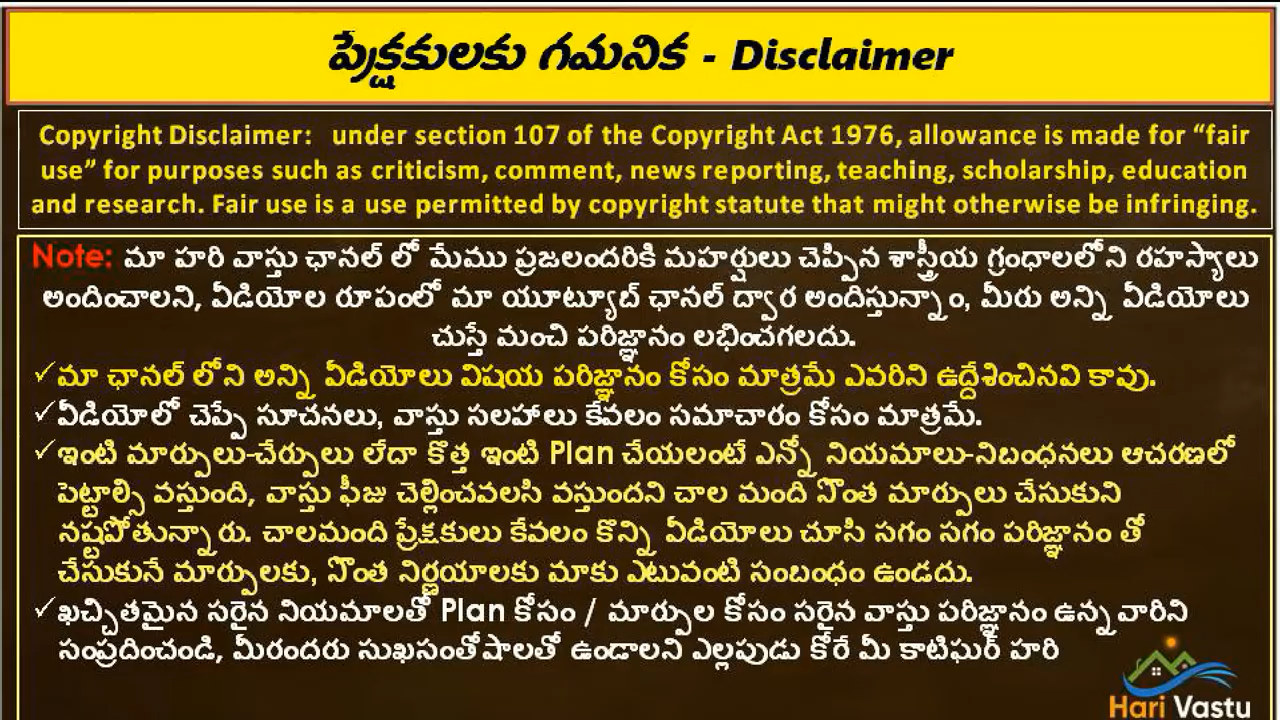 ప్రేక్షకులకు గమనిక - Disclaimer
Copyright Disclaimer: under section 107 of the Copyright Act 1976, allowance is made for “fair
use” for purposes such as criticism, comment, news reporting, teaching, scholarship, education
and research. Fair use is a use permitted by copyright statute that might otherwise be infringing.
Note: మా హరి వాస్తు ఛానల్ లో మేము ప్రజలందరికి మహర్షులు చెప్పిన శాస్త్రీయ గ్రంధాలలోని రహస్యాలు
అందించాలని, వీడియోల రూపంలో మా యూట్యూబ్ ఛానల్ ద్వార అందిస్తున్నాం, మీరు అన్ని వీడియోలు
చుస్తే మంచి పరిజ్ఞానం లభించగలదు.
✓మా ఛానల్ లోని అన్ని వీడియోలు విషయ పరిజ్ఞానం కోసం మాత్రమే ఎవరిని ఉద్దేశించినవి కావు.
✓వీడియోలో చెప్పే సూచనలు, వాస్తు సలహాలు కేవలం సమాచారం కోసం మాత్రమే.
✓ఇంటి మార్పులు-చేర్పులు లేదా కొత్త ఇంటి Plan చేయలంటే ఎన్నో నియమాలు-నిబంధనలు ఆచరణలో
పెట్టాల్సి వస్తుంది, వాస్తు ఫీజు చెల్లించవలసి వస్తుందని చాల మంది సొంత మార్పులు చేసుకుని
నష్టపోతున్నారు. చాలమంది ప్రేక్షకులు కేవలం కొన్ని వీడియోలు చూసి సగం సగం పరిజ్ఞానం తో
చేసుకునే మార్పులకు, సొంత నిర్ణయాలకు మాకు ఎటువంటి సంబంధం ఉండదు.
✓ఖచ్చితమైన సరైన నియమాలతో Plan కోసం / మార్పుల కోసం సరైన వాస్తు పరిజ్ఞానం ఉన్నవారిని
సంప్రదించండి, మీరందరు సుఖసంతోషాలతో ఉండాలని ఎల్లపుడు కోరే మీ కాటిఘర్ హరి
Hari Vastu